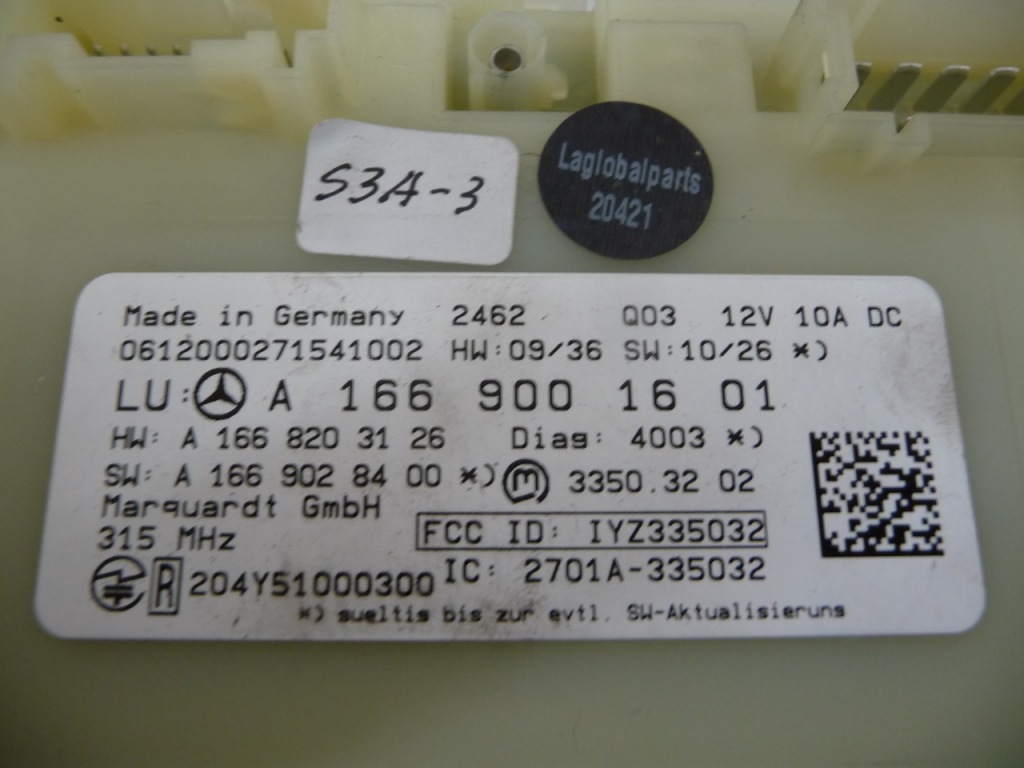 S3A-3
Laglobalparts
20421
Made in Germany 2462 Q03 12V 10A DC
0612000271541002 HW:09/36 SW:10/26 *)
LU: A 166 900 16 01
HW: A 166 820 31 26 Diag: 4003 *)
SW: A 166 902 84 00 *) m 3350.32 02
Marquardt GmbH
315 MHz
FCC ID: IYZ335032
IC: 2701A-335032
R 204Y51000300
*) gueltig bis zur evtl. SW-Aktualisierung